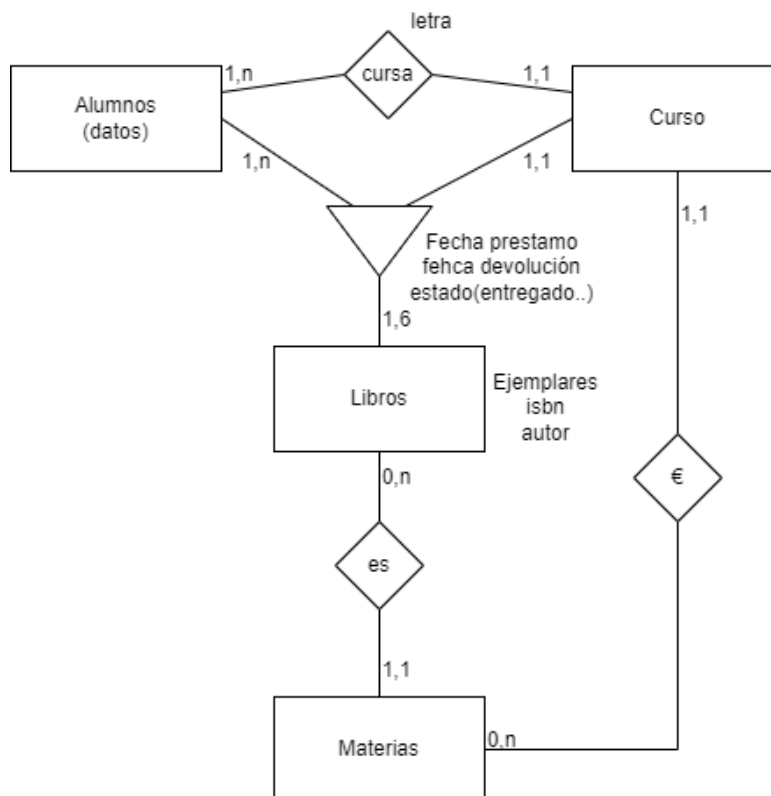 letra
1,n
cursa
1,1
Alumnos
(datos)
Curso
1,n
1,1
1,1
Fecha prestamo
fehca devolución
estado(entregado..)
1,6
Libros
Ejemplares
isbn
autor
0,n
€
es
1,1
Materias
0,n